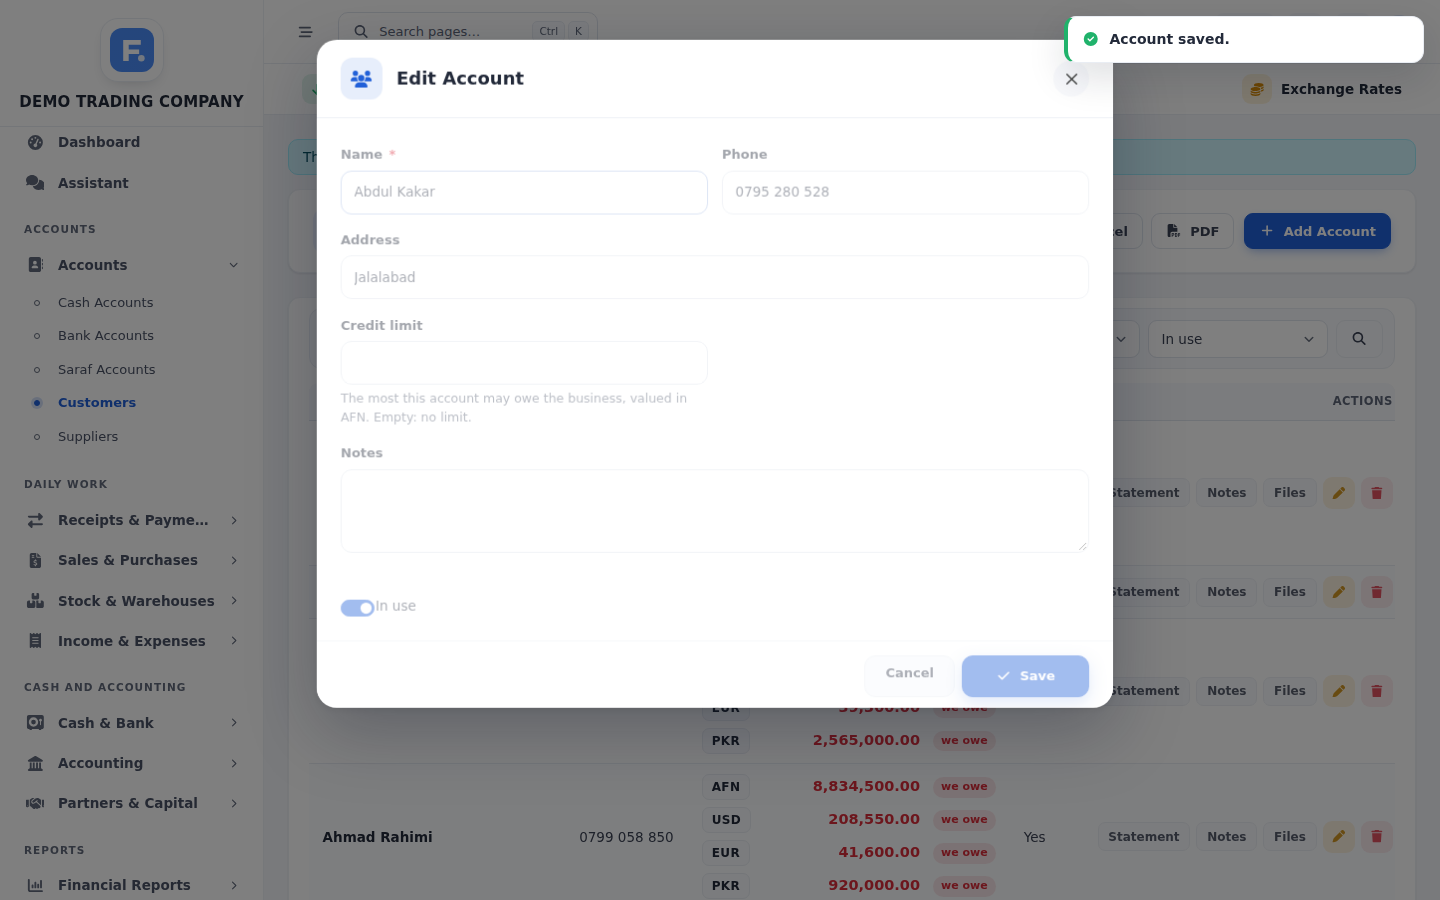 F.
DEMO TRADING COMPANY
Search pages...
Ctrl
K
Account saved.
Exchange Rates
Dashboard
Assistant
ACCOUNTS
Accounts
Cash Accounts
Bank Accounts
Saraf Accounts
Customers
Suppliers
DAILY WORK
Receipts & Payme...
Sales & Purchases
Stock & Warehouses
Income & Expenses
CASH AND ACCOUNTING
Cash & Bank
Accounting
Partners & Capital
REPORTS
Financial Reports
Edit Account
Name *
Phone
Abdul Kakar
0795 280 528
Address
Jalalabad
Credit limit
The most this account may owe the business, valued in
AFN. Empty: no limit.
Notes
In use
Cancel
Save
PDF
Add Account
In use
ACTIONS
Statement
Notes
Files
Notes
Files
Statement
Notes
Files
PKR 2,565,000.00 we owe
AFN 8,834,500.00 we owe
USD 208,550.00 we owe
Ahmad Rahimi 0799 058 850 Yes Statement Notes Files
EUR 41,600.00 we owe
PKR 920,000.00 we owe